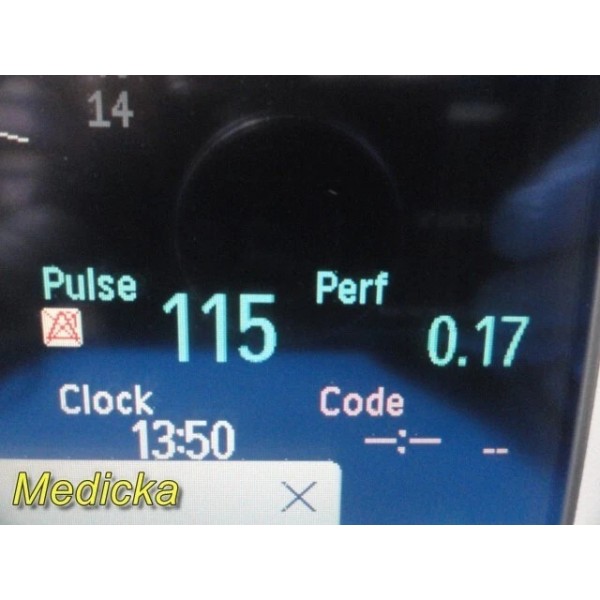 14
Pulse
115
Perf
0.17
Clock
13:50
Code
--:-- --
Medicka